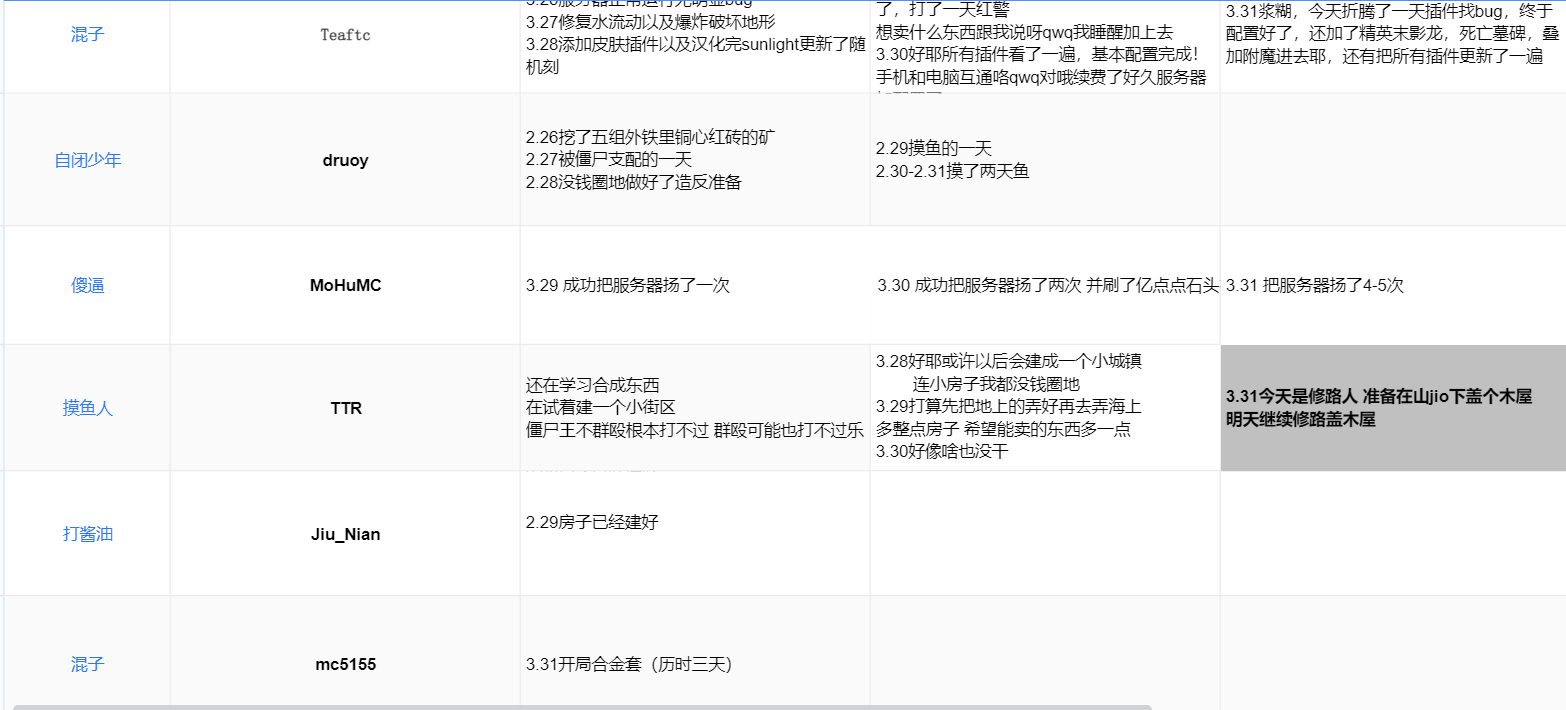 混子
Teaftc
3.26服务器正常运行无明显bug
3.27修复水流动以及爆炸破坏地形
3.28添加皮肤插件以及汉化完sunlight更新了随
机刻
了，打了一天红警
想卖什么东西跟我说呀qwq我睡醒加上去
3.30好耶所有插件看了一遍，基本配置完成！
手机和电脑互通咯qwq对哦续费了好久服务器
3.31浆糊，今天折腾了一天插件找bug，终于
配置好了，还加了精英末影龙，死亡墓碑，叠
加附魔进去耶，还有把所有插件更新了一遍
自闭少年
druoy
2.26挖了五组外铁里铜心红砖的矿
2.27被僵尸支配的一天
2.28没钱圈地做好了造反准备
2.29摸鱼的一天
2.30-2.31摸了两天鱼
傻逼
MoHuMC
3.29 成功把服务器扬了一次
3.30 成功把服务器扬了两次 并刷了亿点点石头
3.31 把服务器扬了4-5次
摸鱼人
TTR
还在学习合成东西
在试着建一个小街区
僵尸王不群殴根本打不过 群殴可能也打不过乐
3.28好耶或许以后会建成一个小城镇
连小房子我都没钱圈地
3.29打算先把地上的弄好再去弄海上
多整点房子 希望能卖的东西多一点
3.30好像啥也没干
3.31今天是修路人 准备在山jio下盖个木屋
明天继续修路盖木屋
打酱油
Jiu_Nian
2.29房子已经建好
混子
mc5155
3.31开局合金套（历时三天）